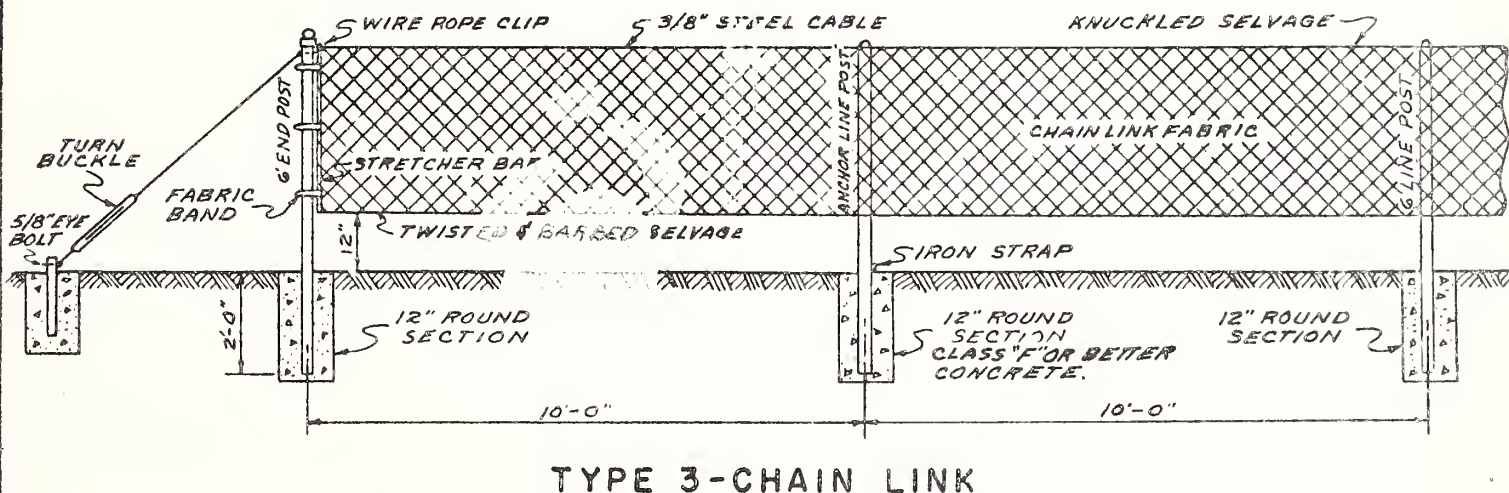 WIRE ROPE CLIP
3/8" STEEL CABLE
KNUCKLED SELVAGE
6' END POST
ANCHOR LINE POST
6' LINE POST
CHAIN LINK FABRIC
TURN
BUCKLE
STRETCHER BAR
FABRIC
BAND
5/8" EYE
BOLT
TWISTED & BARBED SELVAGE
12"
IRON STRAP
2'-0"
12" ROUND
SECTION
12" ROUND
SECTION
CLASS "F" OR BETTER
CONCRETE.
12" ROUND
SECTION
10'-0"
10'-0"
TYPE 3-CHAIN LINK